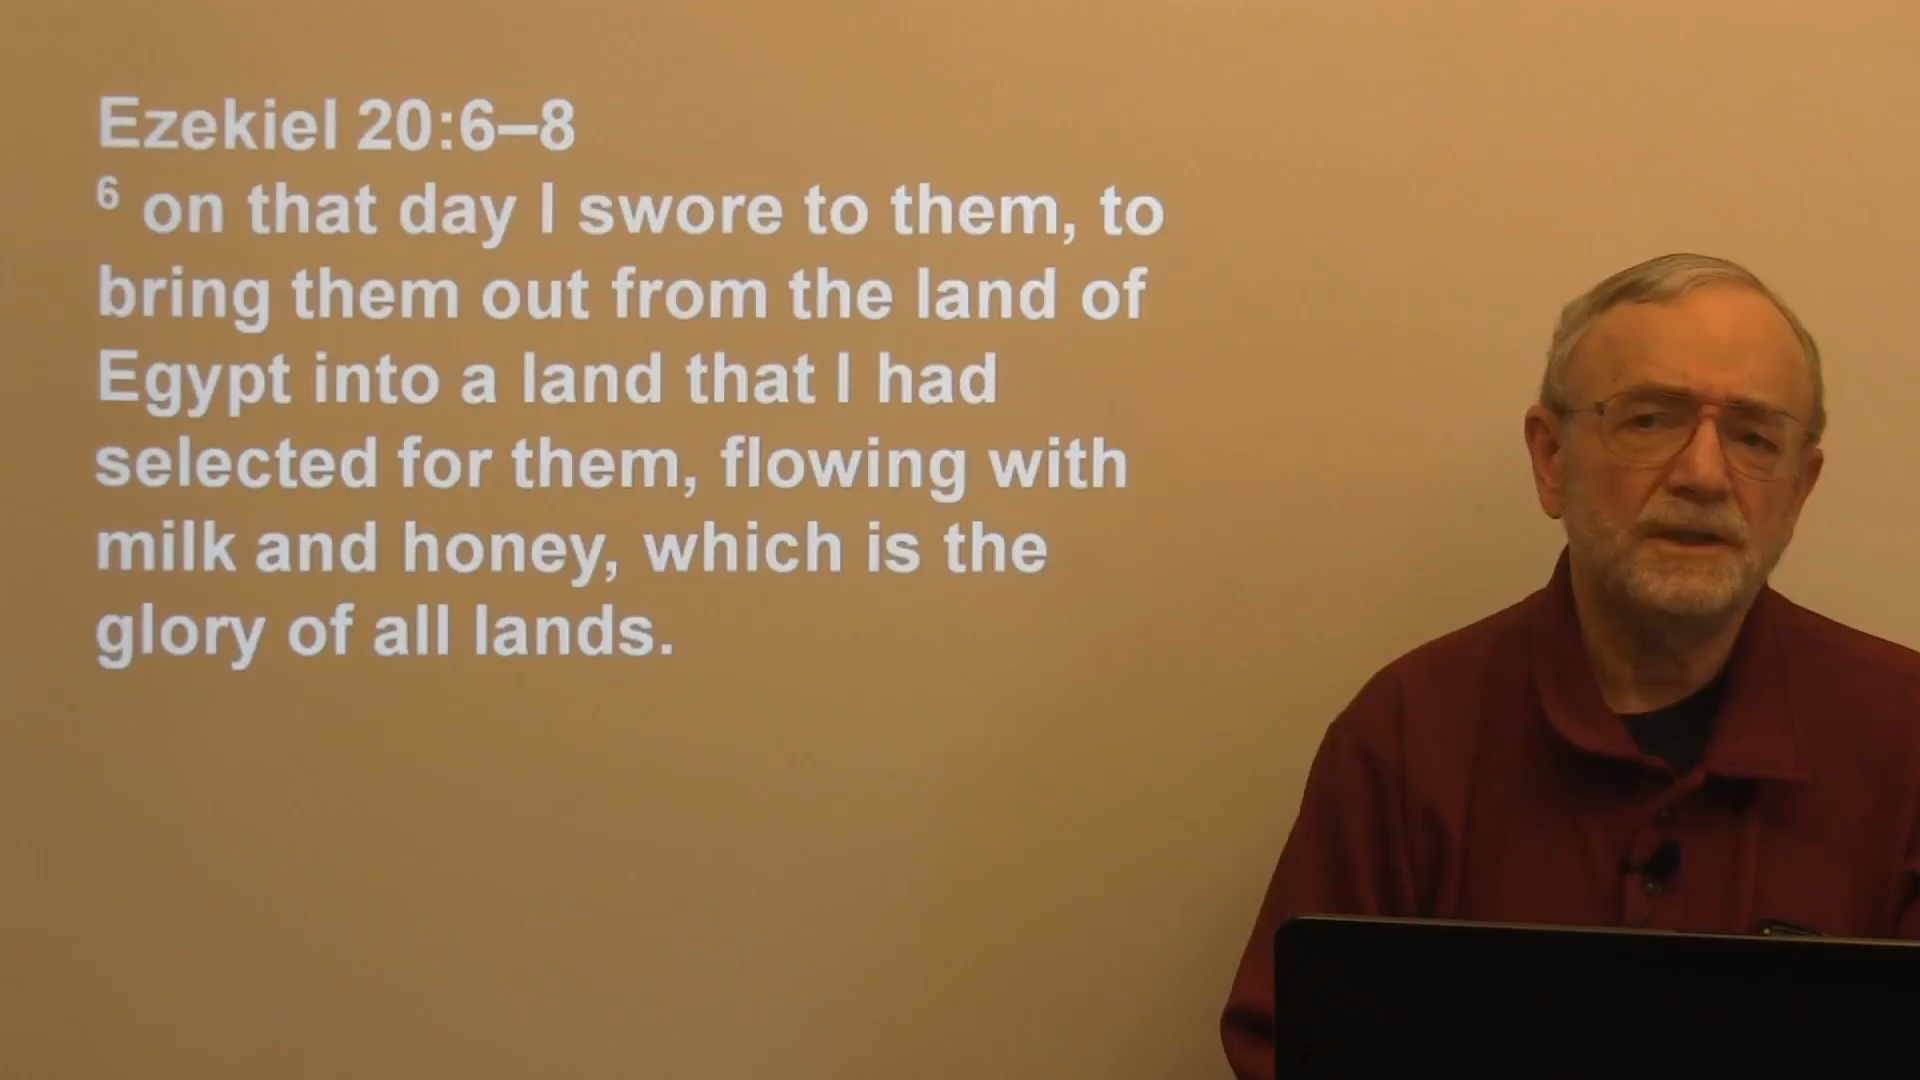 Ezekiel 20:6–8
6 on that day I swore to them, to
bring them out from the land of
Egypt into a land that I had
selected for them, flowing with
milk and honey, which is the
glory of all lands.